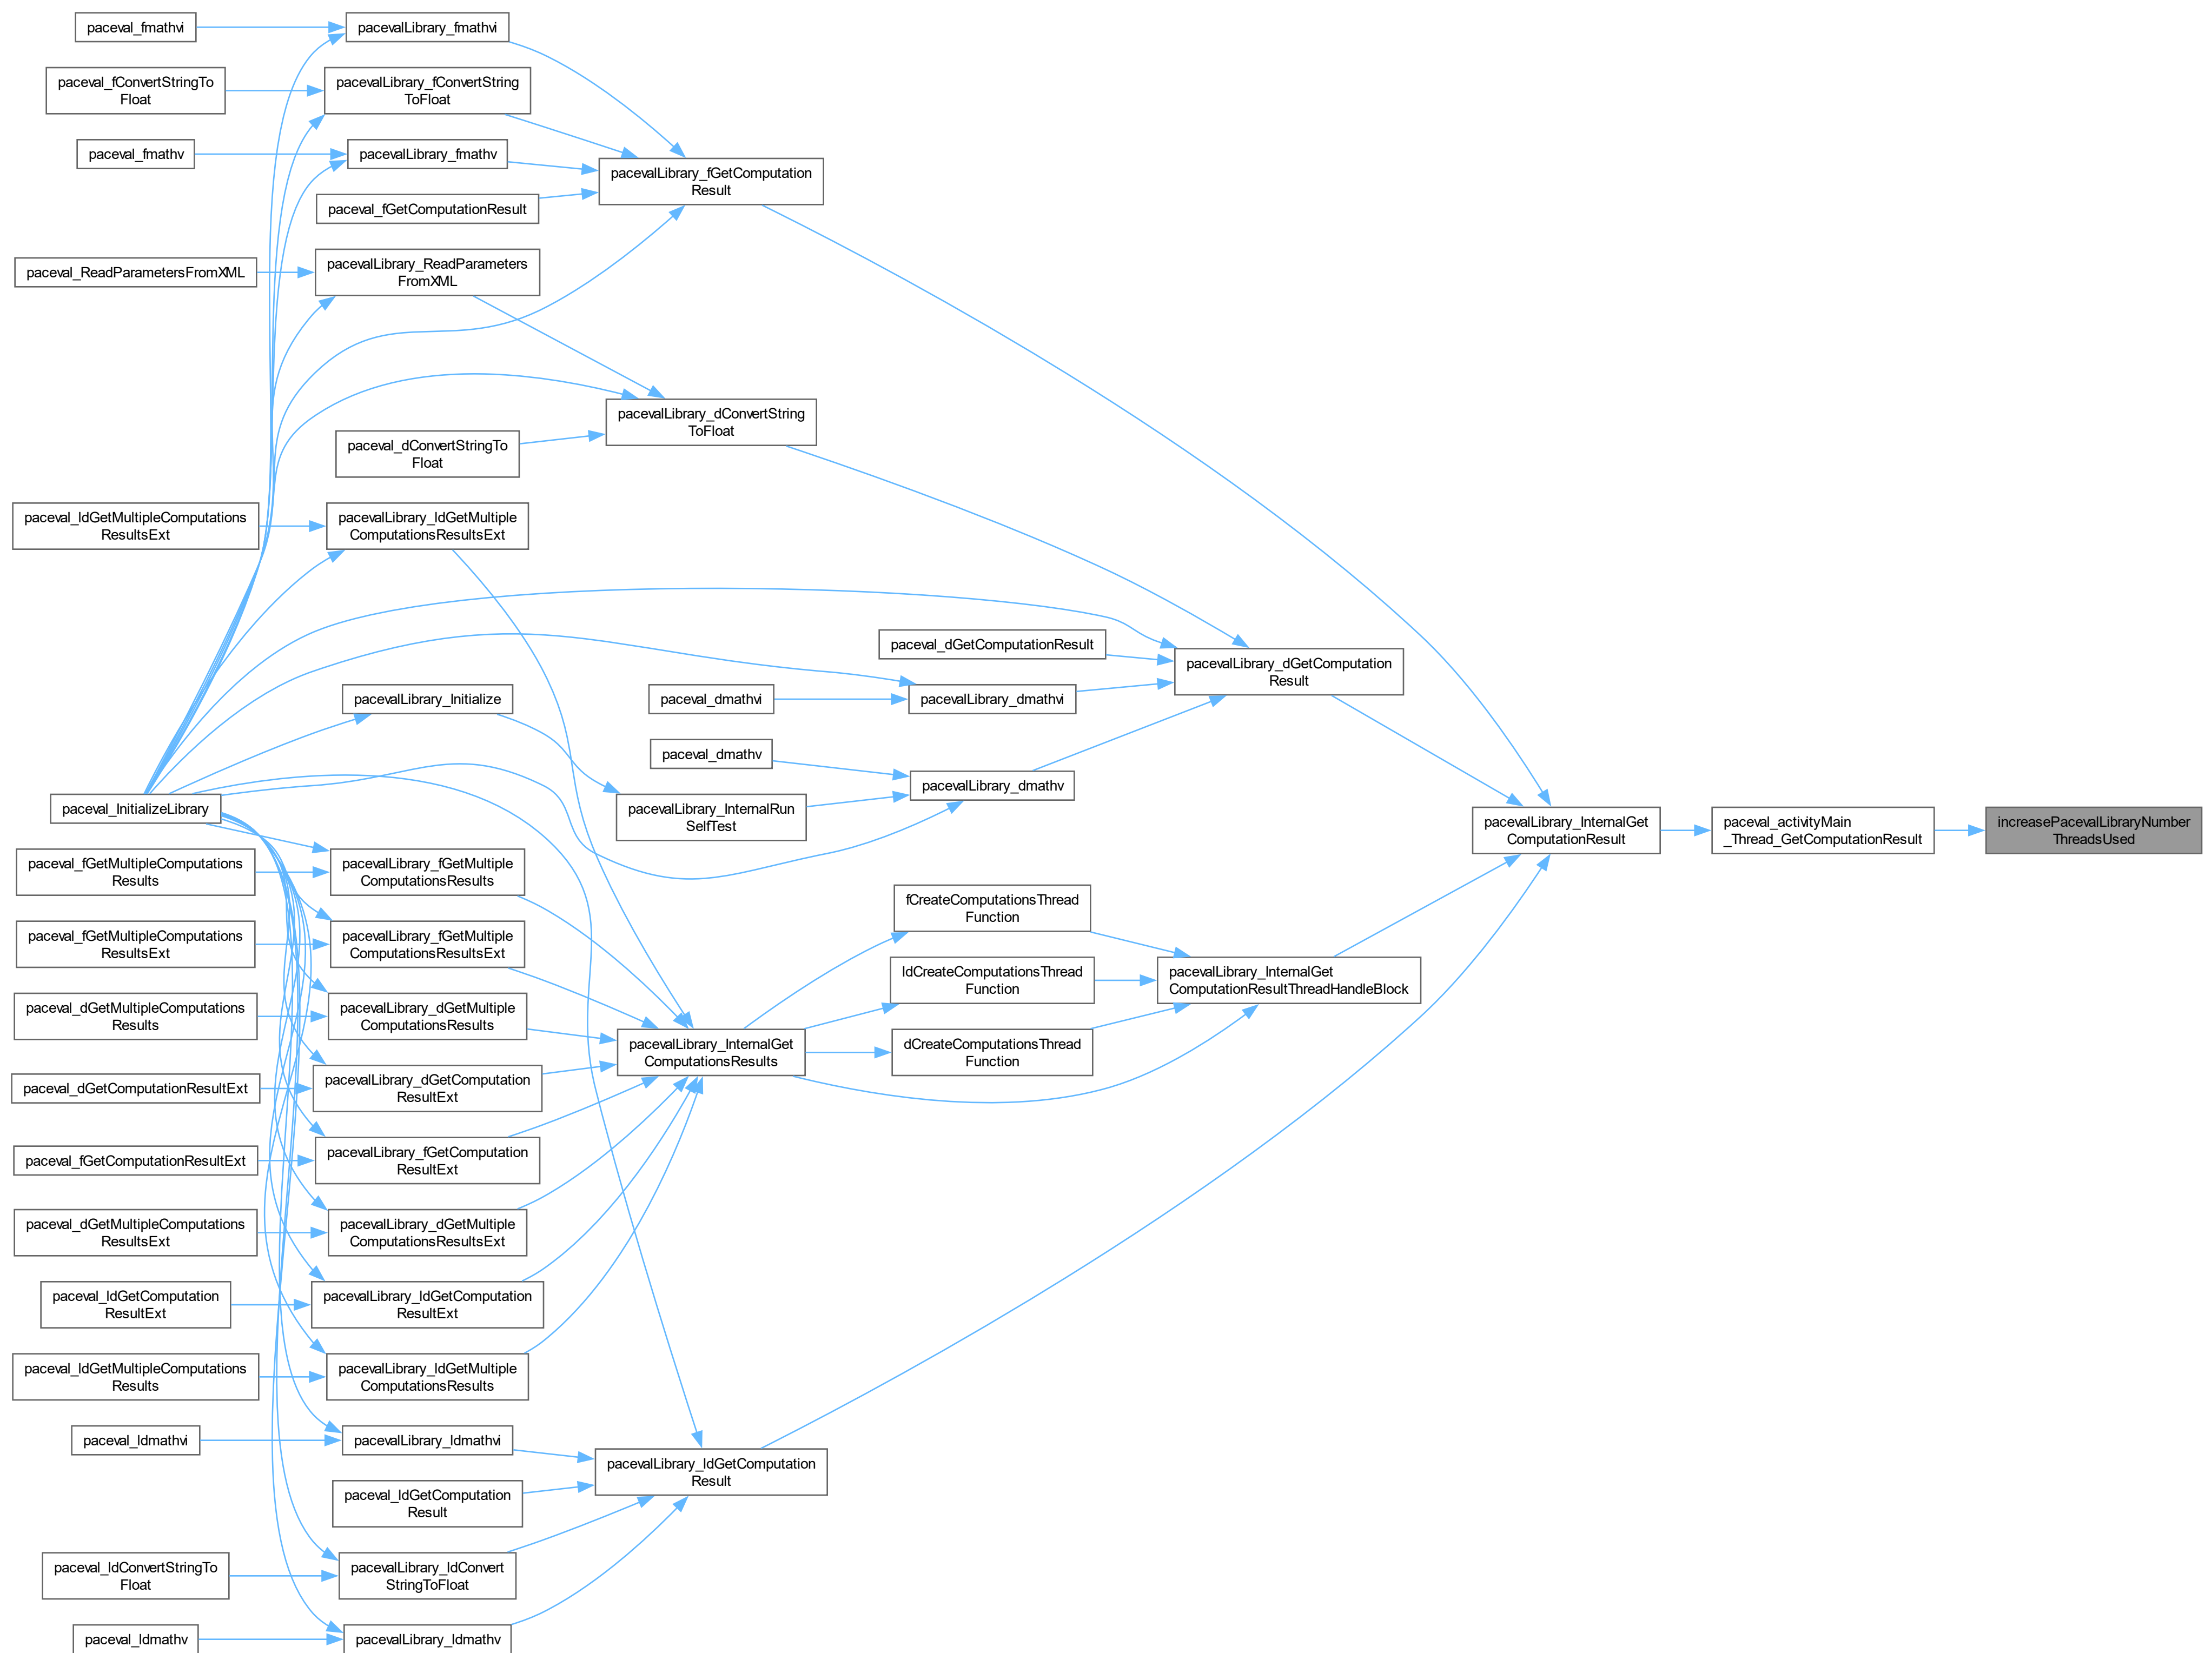 paceval_fmathvi
pacevalLibrary_fmathvi
paceval_fConvertStringTo
Float
pacevalLibrary_fConvertString
ToFloat
paceval_fmathv
pacevalLibrary_fmathv
pacevalLibrary_fGetComputation
Result
paceval_fGetComputationResult
paceval_ReadParametersFromXML
pacevalLibrary_ReadParameters
FromXML
pacevalLibrary_dConvertString
ToFloat
paceval_dConvertStringTo
Float
paceval_ldGetMultipleComputations
ResultsExt
pacevalLibrary_ldGetMultiple
ComputationsResultsExt
paceval_dGetComputationResult
pacevalLibrary_dGetComputation
Result
pacevalLibrary_Initialize
paceval_dmathvi
pacevalLibrary_dmathvi
paceval_dmathv
pacevalLibrary_dmathv
paceval_InitializeLibrary
pacevalLibrary_InternalRun
SelfTest
pacevalLibrary_InternalGet
ComputationResult
paceval_activityMain
_Thread_GetComputationResult
increasePacevalLibraryNumber
ThreadsUsed
paceval_fGetMultipleComputations
Results
pacevalLibrary_fGetMultiple
ComputationsResults
fCreateComputationsThread
Function
paceval_fGetMultipleComputations
ResultsExt
pacevalLibrary_fGetMultiple
ComputationsResultsExt
ldCreateComputationsThread
Function
pacevalLibrary_InternalGet
ComputationResultThreadHandleBlock
paceval_dGetMultipleComputations
Results
pacevalLibrary_dGetMultiple
ComputationsResults
pacevalLibrary_InternalGet
ComputationsResults
dCreateComputationsThread
Function
paceval_dGetComputationResultExt
pacevalLibrary_dGetComputation
ResultExt
paceval_fGetComputationResultExt
pacevalLibrary_fGetComputation
ResultExt
paceval_dGetMultipleComputations
ResultsExt
pacevalLibrary_dGetMultiple
ComputationsResultsExt
paceval_ldGetComputation
ResultExt
pacevalLibrary_ldGetComputation
ResultExt
paceval_ldGetMultipleComputations
Results
pacevalLibrary_ldGetMultiple
ComputationsResults
paceval_ldmathvi
pacevalLibrary_ldmathvi
pacevalLibrary_ldGetComputation
Result
paceval_ldGetComputation
Result
paceval_ldConvertStringTo
Float
pacevalLibrary_ldConvert
StringToFloat
paceval_ldmathv
pacevalLibrary_ldmathv